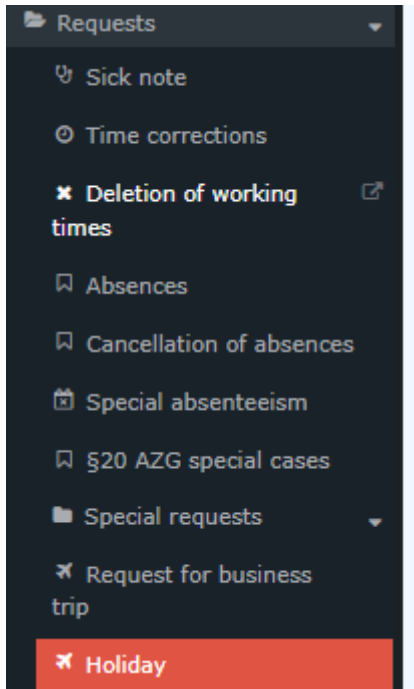 Requests
Sick note
Time corrections
Deletion of working
times
Absences
Cancellation of absences
Special absenteeism
§20 AZG special cases
Special requests
Request for business
trip
Holiday